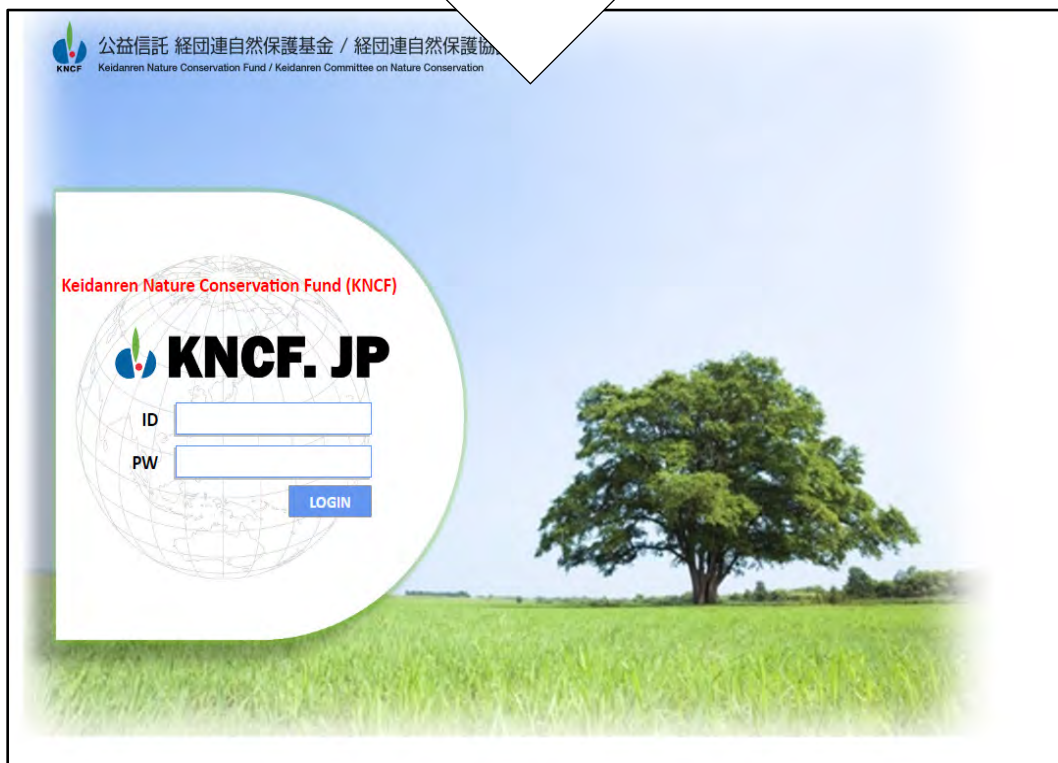 公益信託 経団連自然保護基金 / 経団連自然保護協
KNCF
Keidanren Nature Conservation Fund / Keidanren Committee on Nature Conservation
Keidanren Nature Conservation Fund (KNCF)
KNCF. JP
ID
PW
LOGIN